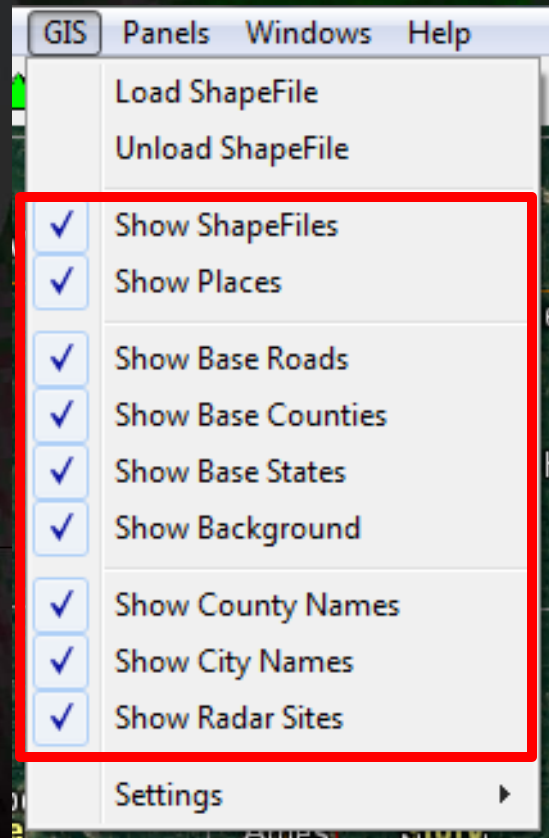 GIS Panels Windows Help
Load ShapeFile
Unload ShapeFile
Show ShapeFiles
Show Places
Show Base Roads
Show Base Counties
Show Base States
Show Background
Show County Names
Show City Names
Show Radar Sites
Settings